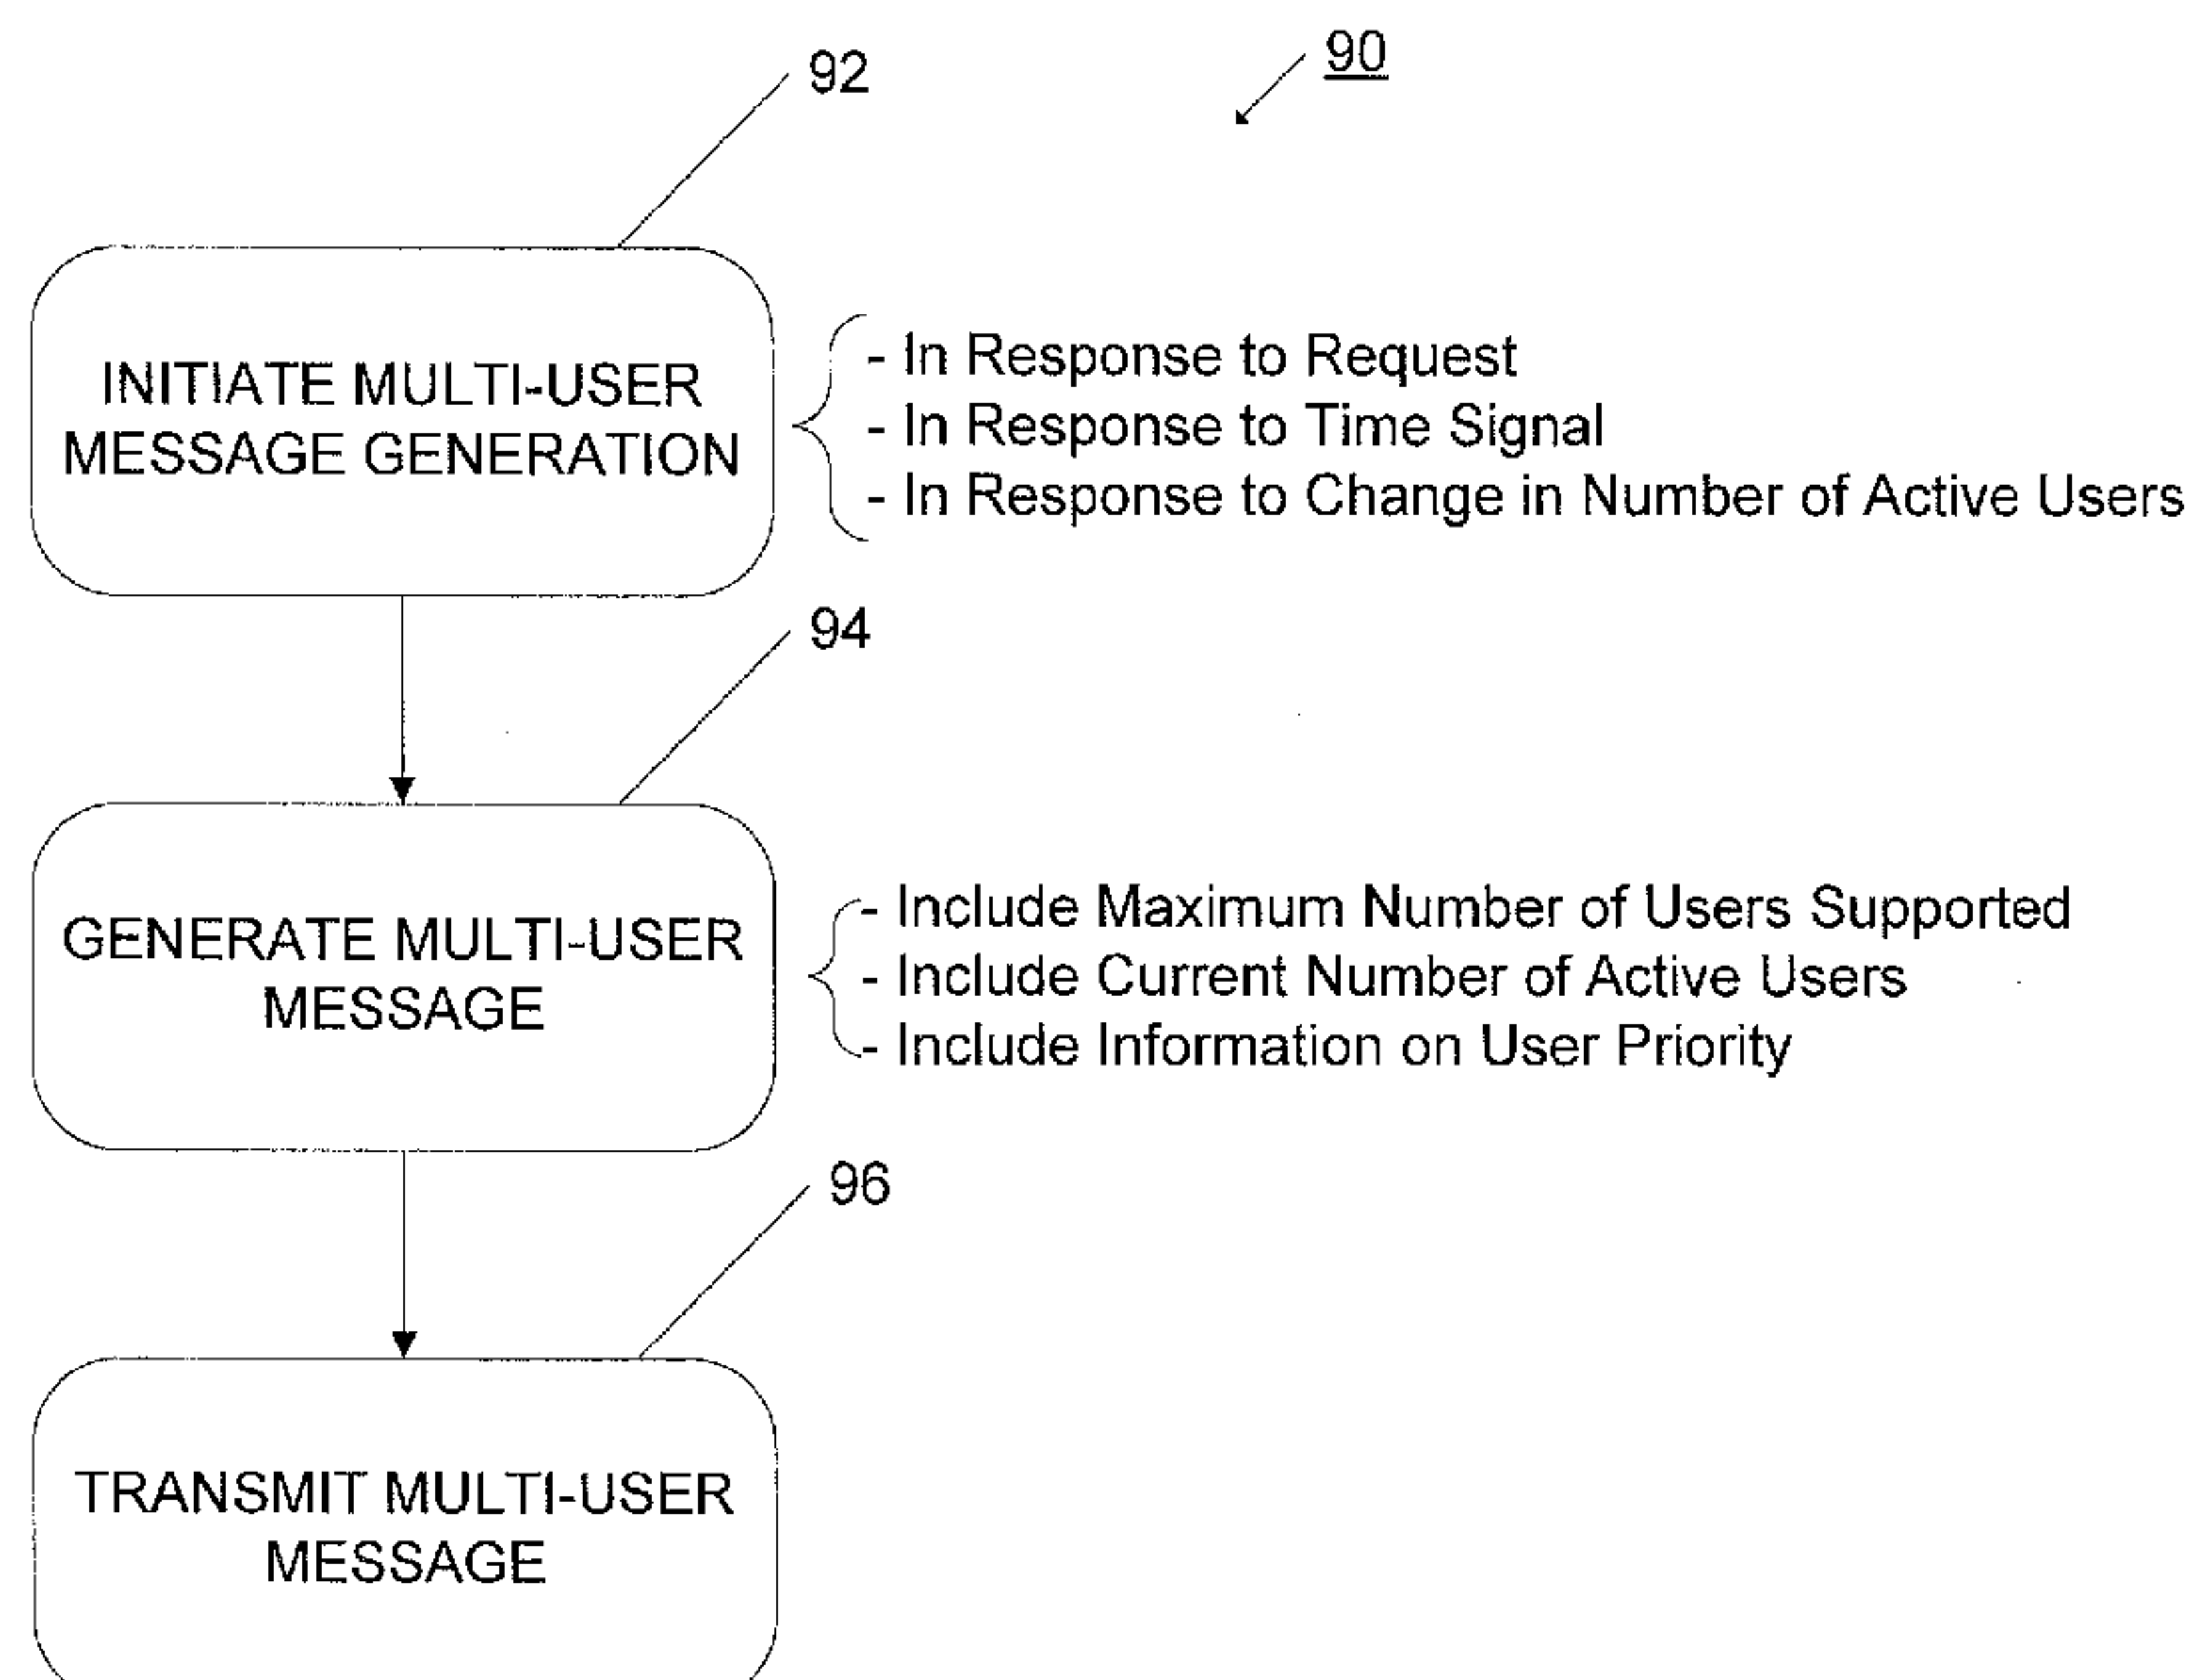 92
90
INITIATE MULTI-USER
MESSAGE GENERATION
- In Response to Request
- In Response to Time Signal
- In Response to Change in Number of Active Users
94
GENERATE MULTI-USER
MESSAGE
- Include Maximum Number of Users Supported
- Include Current Number of Active Users
- Include Information on User Priority
96
TRANSMIT MULTI-USER
MESSAGE